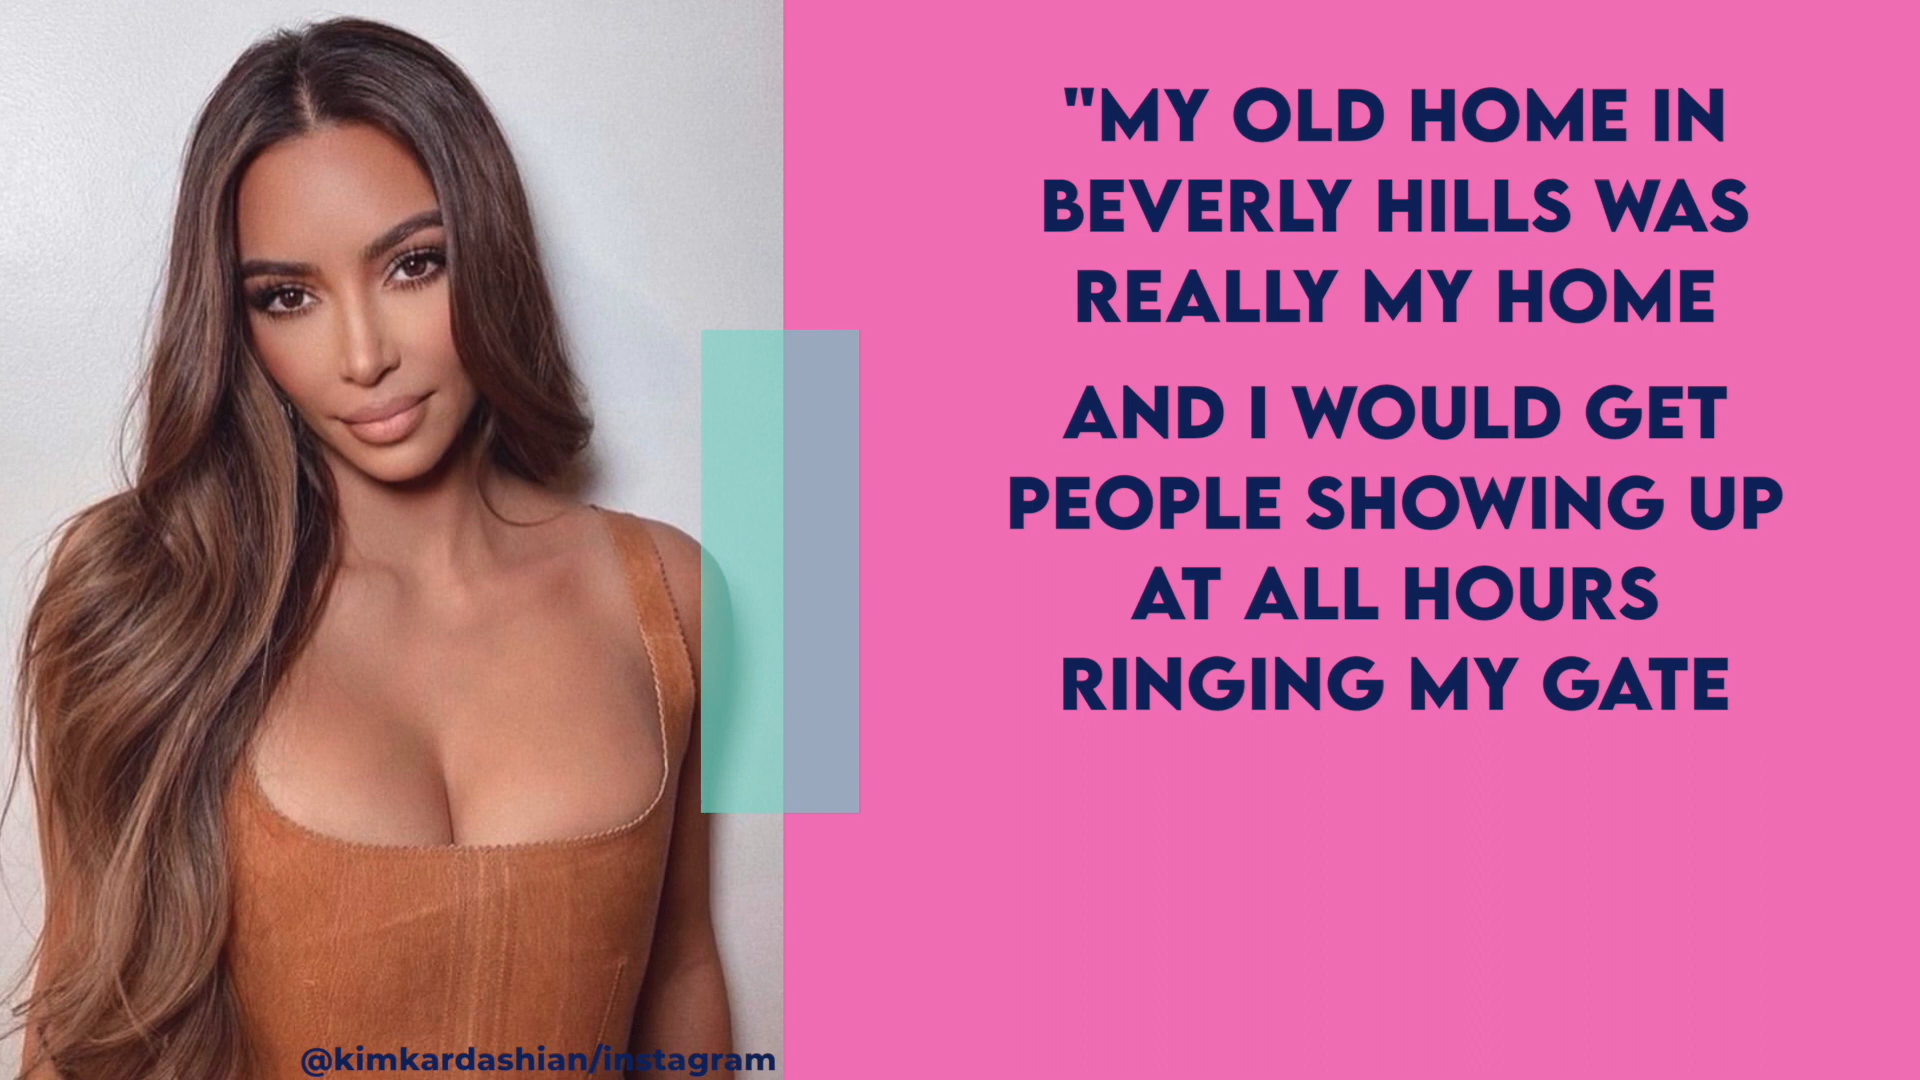 "MY OLD HOME IN
BEVERLY HILLS WAS
REALLY MY HOME
AND I WOULD GET
PEOPLE SHOWING UP
AT ALL HOURS
RINGING MY GATE
@kimkardashian/instagram